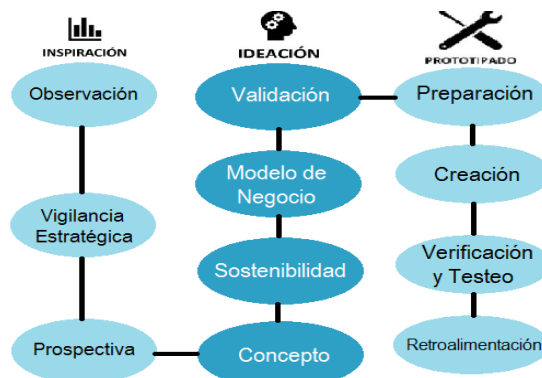 INSPIRACIÓN
Observación
Vigilancia
Estratégica
Prospectiva
IDEACIÓN
Validación
Modelo de
Negocio
Sostenibilidad
Concepto
PROTOTIPADO
Preparación
Creación
Verificación
y Testeo
Retroalimentación